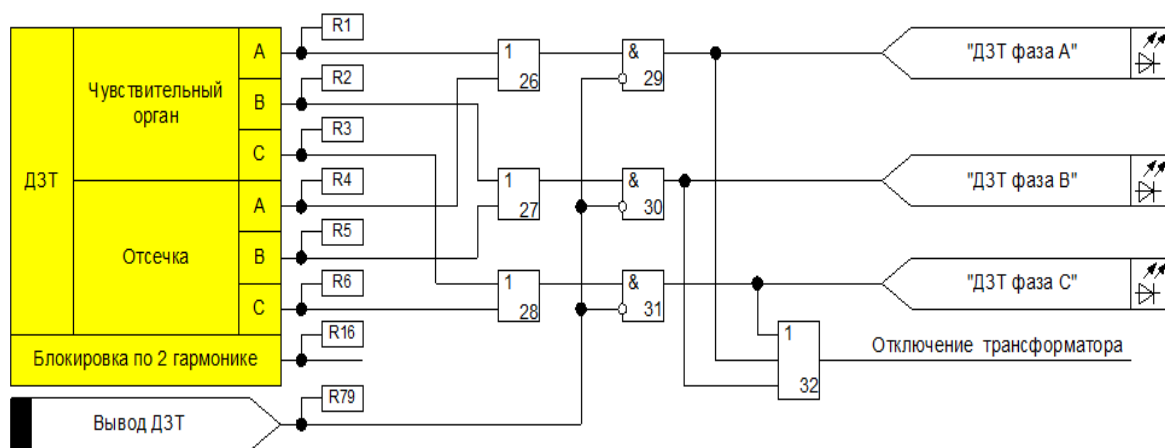 ДЗТ
Чувствительный
орган
A
B
C
Отсечка
A
B
C
Блокировка по 2 гармонике
Вывод ДЗТ
R1
R2
R3
R4
R5
R6
R16
R79
1
26
1
27
1
28
&
29
&
30
&
31
1
32
"ДЗТ фаза A"
"ДЗТ фаза B"
"ДЗТ фаза C"
Отключение трансформатора